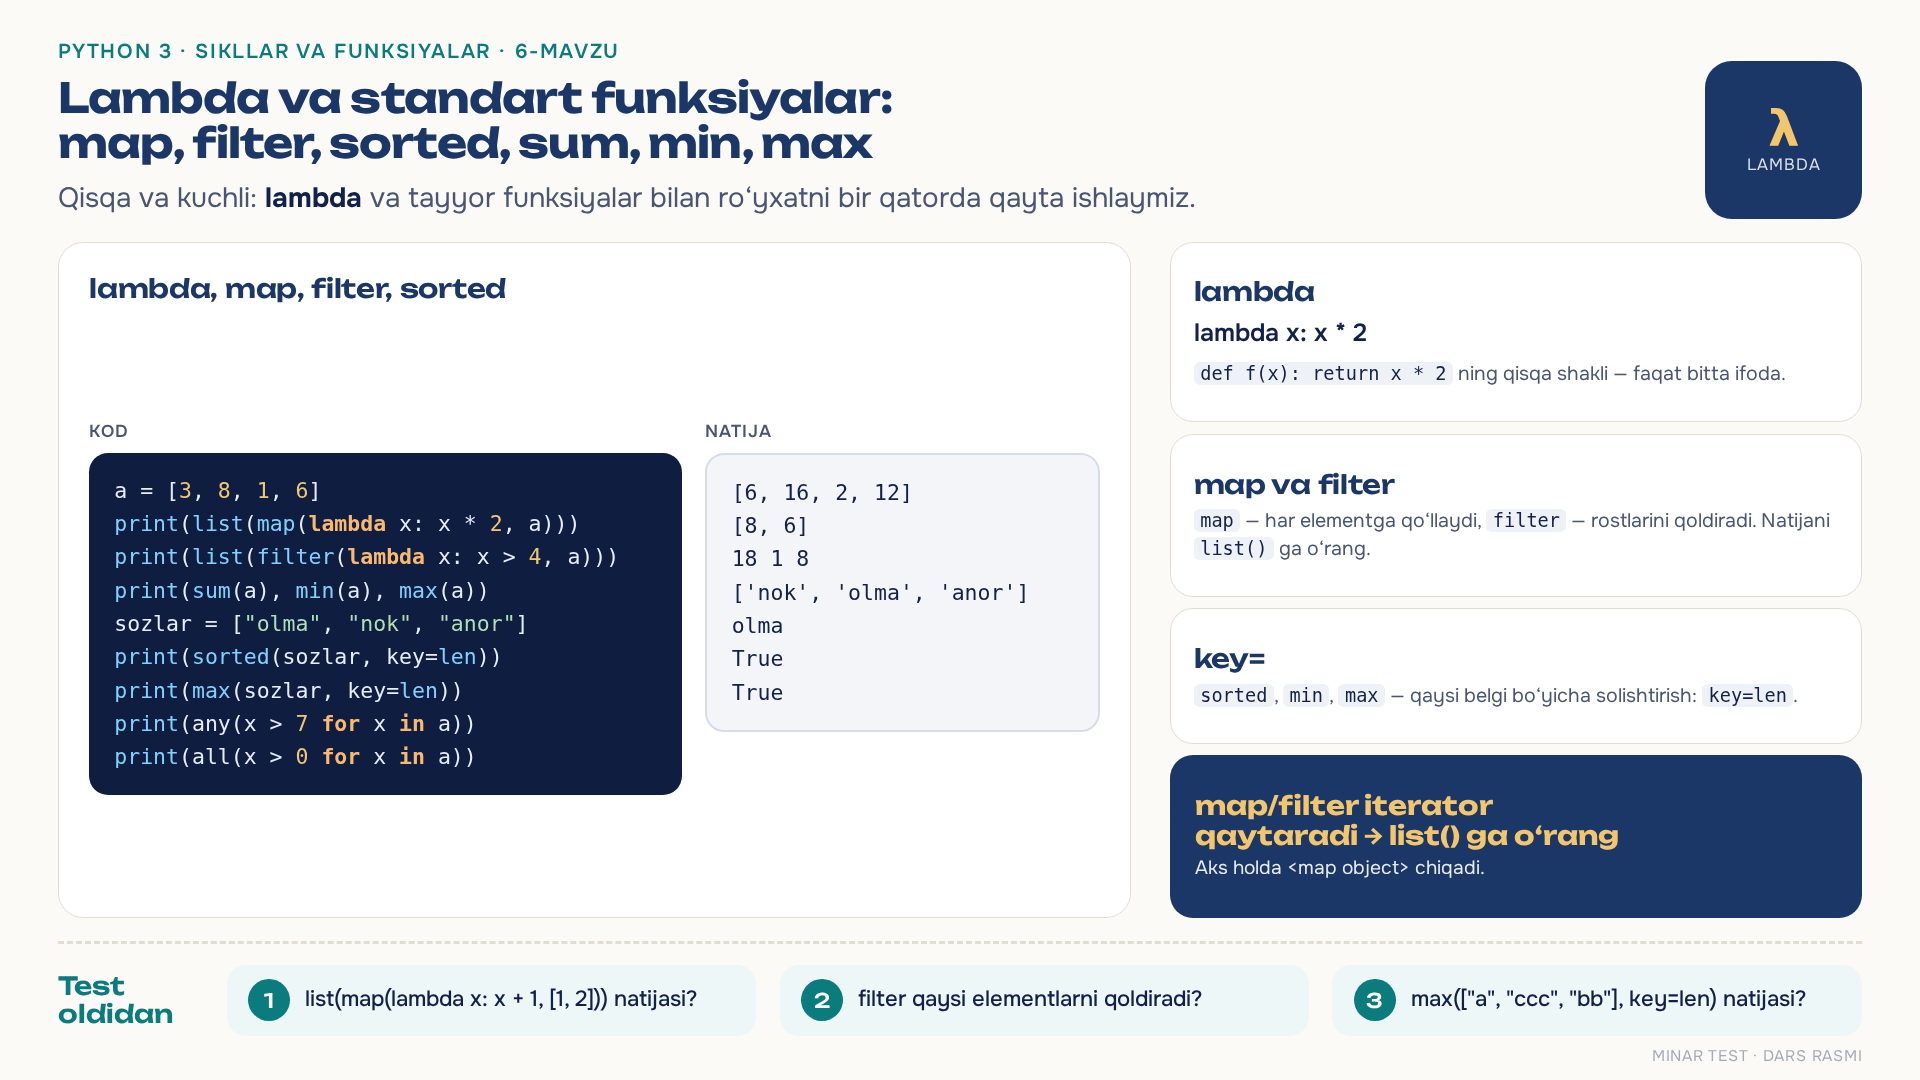 PYTHON 3 · SIKLLAR VA FUNKSIYALAR · 6-MAVZU
Lambda va standart funksiyalar:
map, filter, sorted, sum, min, max
Qisqa va kuchli: lambda va tayyor funksiyalar bilan ro‘yxatni bir qatorda qayta ishlaymiz.
λ
LAMBDA
lambda, map, filter, sorted
KOD
a = [3, 8, 1, 6]
print(list(map(lambda x: x * 2, a)))
print(list(filter(lambda x: x > 4, a)))
print(sum(a), min(a), max(a))
sozlar = ["olma", "nok", "anor"]
print(sorted(sozlar, key=len))
print(max(sozlar, key=len))
print(any(x > 7 for x in a))
print(all(x > 0 for x in a))
NATIJA
[6, 16, 2, 12]
[8, 6]
18 1 8
['nok', 'olma', 'anor']
olma
True
True
lambda
lambda x: x * 2
def f(x): return x * 2 ning qisqa shakli — faqat bitta ifoda.
map va filter
map — har elementga qo‘llaydi, filter — rostlarini qoldiradi. Natijani
list() ga o‘rang.
key=
sorted, min, max — qaysi belgi bo‘yicha solishtirish: key=len.
map/filter iterator
qaytaradi → list() ga o‘rang
Aks holda <map object> chiqadi.
Test
oldidan
1 list(map(lambda x: x + 1, [1, 2])) natijasi?
2 filter qaysi elementlarni qoldiradi?
3 max(["a", "ccc", "bb"], key=len) natijasi?
MINAR TEST · DARS RASMI